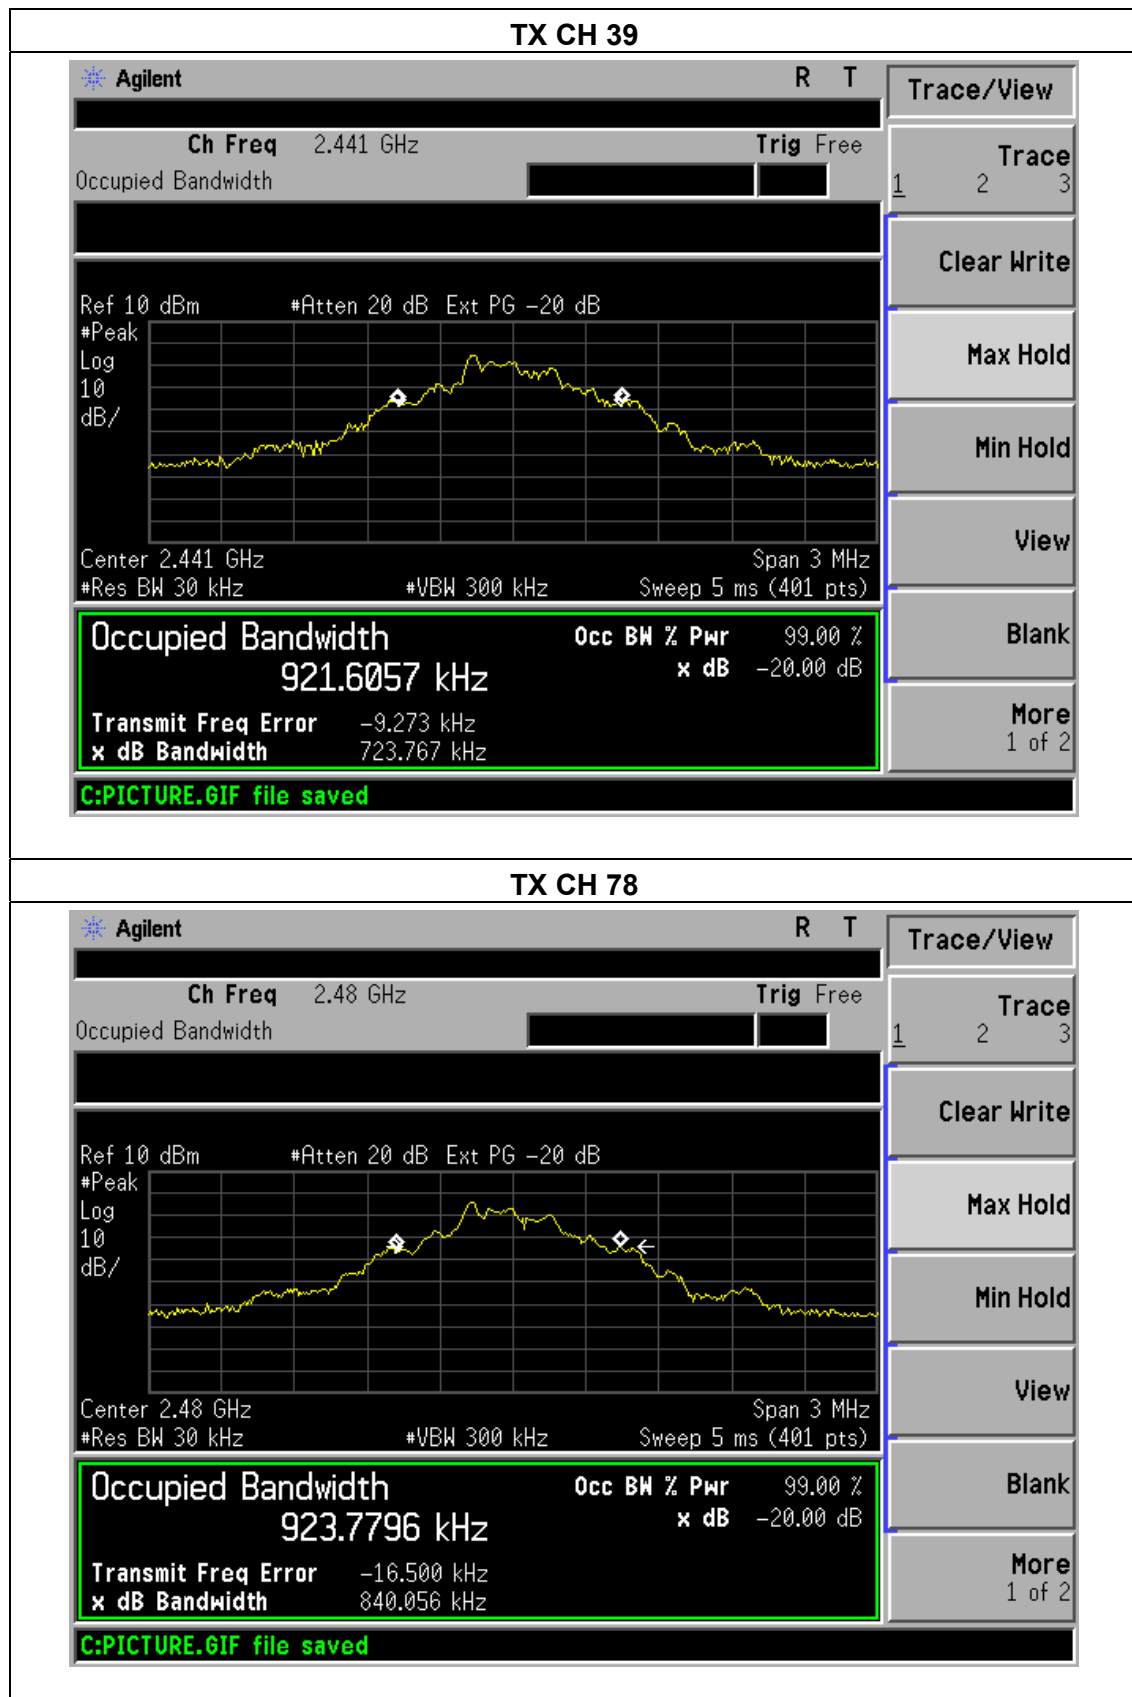 TX CH 39
Agilent R T
Trace/View
Ch Freq 2.441 GHz Trig Free
Occupied Bandwidth
Trace
1 2 3
Clear Write
Ref 10 dBm #Atten 20 dB Ext PG -20 dB
#Peak
Log
10
dB/
Max Hold
Min Hold
View
Center 2.441 GHz Span 3 MHz
#Res BW 30 kHz #VBW 300 kHz Sweep 5 ms (401 pts)
Occupied Bandwidth Occ BW % Pwr 99.00 %
921.6057 kHz x dB -20.00 dB
Blank
Transmit Freq Error -9.273 kHz
x dB Bandwidth 723.767 kHz
More
1 of 2
C:PICTURE.GIF file saved
TX CH 78
Agilent R T
Trace/View
Ch Freq 2.48 GHz Trig Free
Occupied Bandwidth
Trace
1 2 3
Clear Write
Ref 10 dBm #Atten 20 dB Ext PG -20 dB
#Peak
Log
10
dB/
Max Hold
Min Hold
View
Center 2.48 GHz Span 3 MHz
#Res BW 30 kHz #VBW 300 kHz Sweep 5 ms (401 pts)
Occupied Bandwidth Occ BW % Pwr 99.00 %
923.7796 kHz x dB -20.00 dB
Blank
Transmit Freq Error -16.500 kHz
x dB Bandwidth 840.056 kHz
More
1 of 2
C:PICTURE.GIF file saved